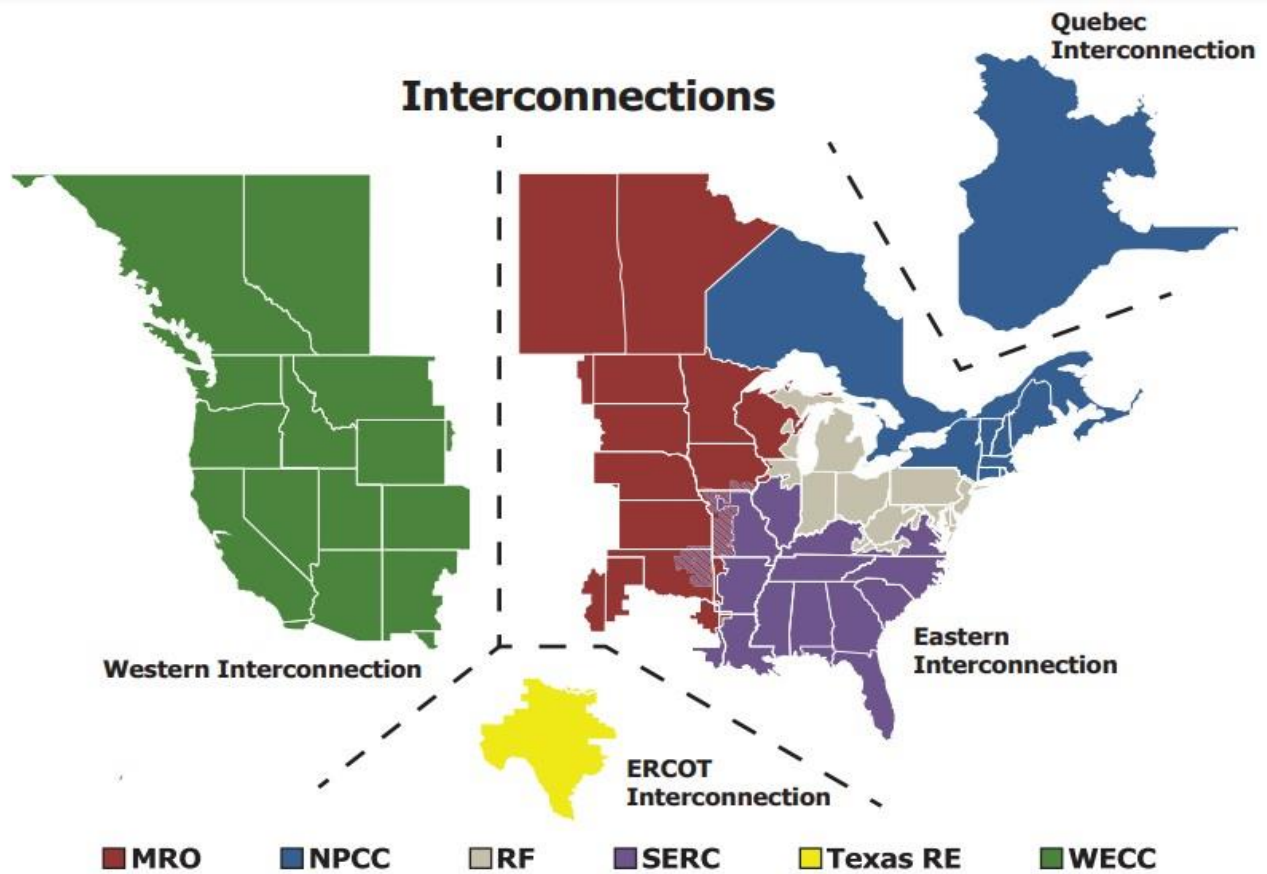 Quebec
Interconnection
Interconnections
Western Interconnection
Eastern
Interconnection
ERCOT
Interconnection
MRO
NPCC
RF
SERC
Texas RE
WECC